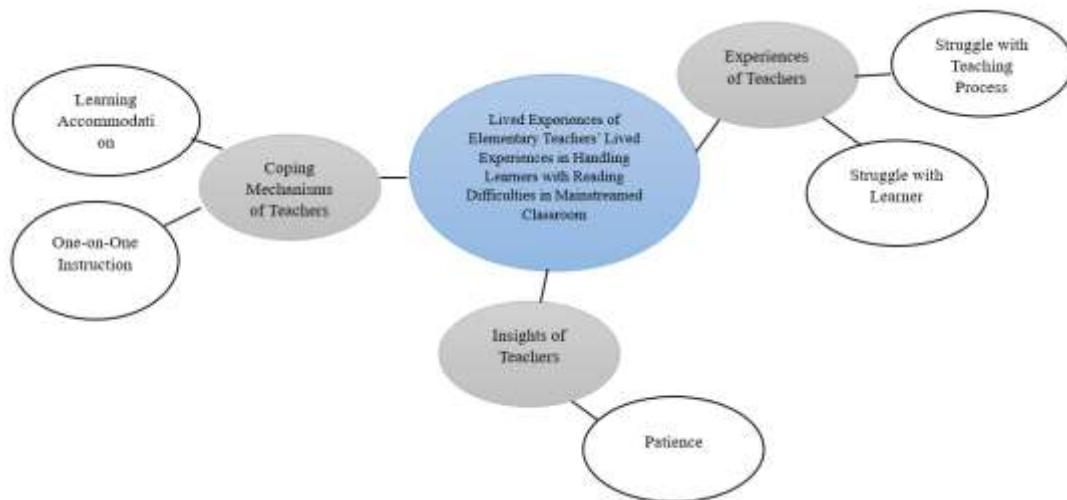 Experiences
of Teachers
Struggle with
Teaching
Process
Struggle with
Learner
Lived Experiences of
Elementary Teachers’ Lived
Experiences in Handling
Learners with Reading
Difficulties in Mainstreamed
Classroom
Learning
Accommodati
on
Coping
Mechanisms
of Teachers
One-on-One
Instruction
Insights of
Teachers
Patience